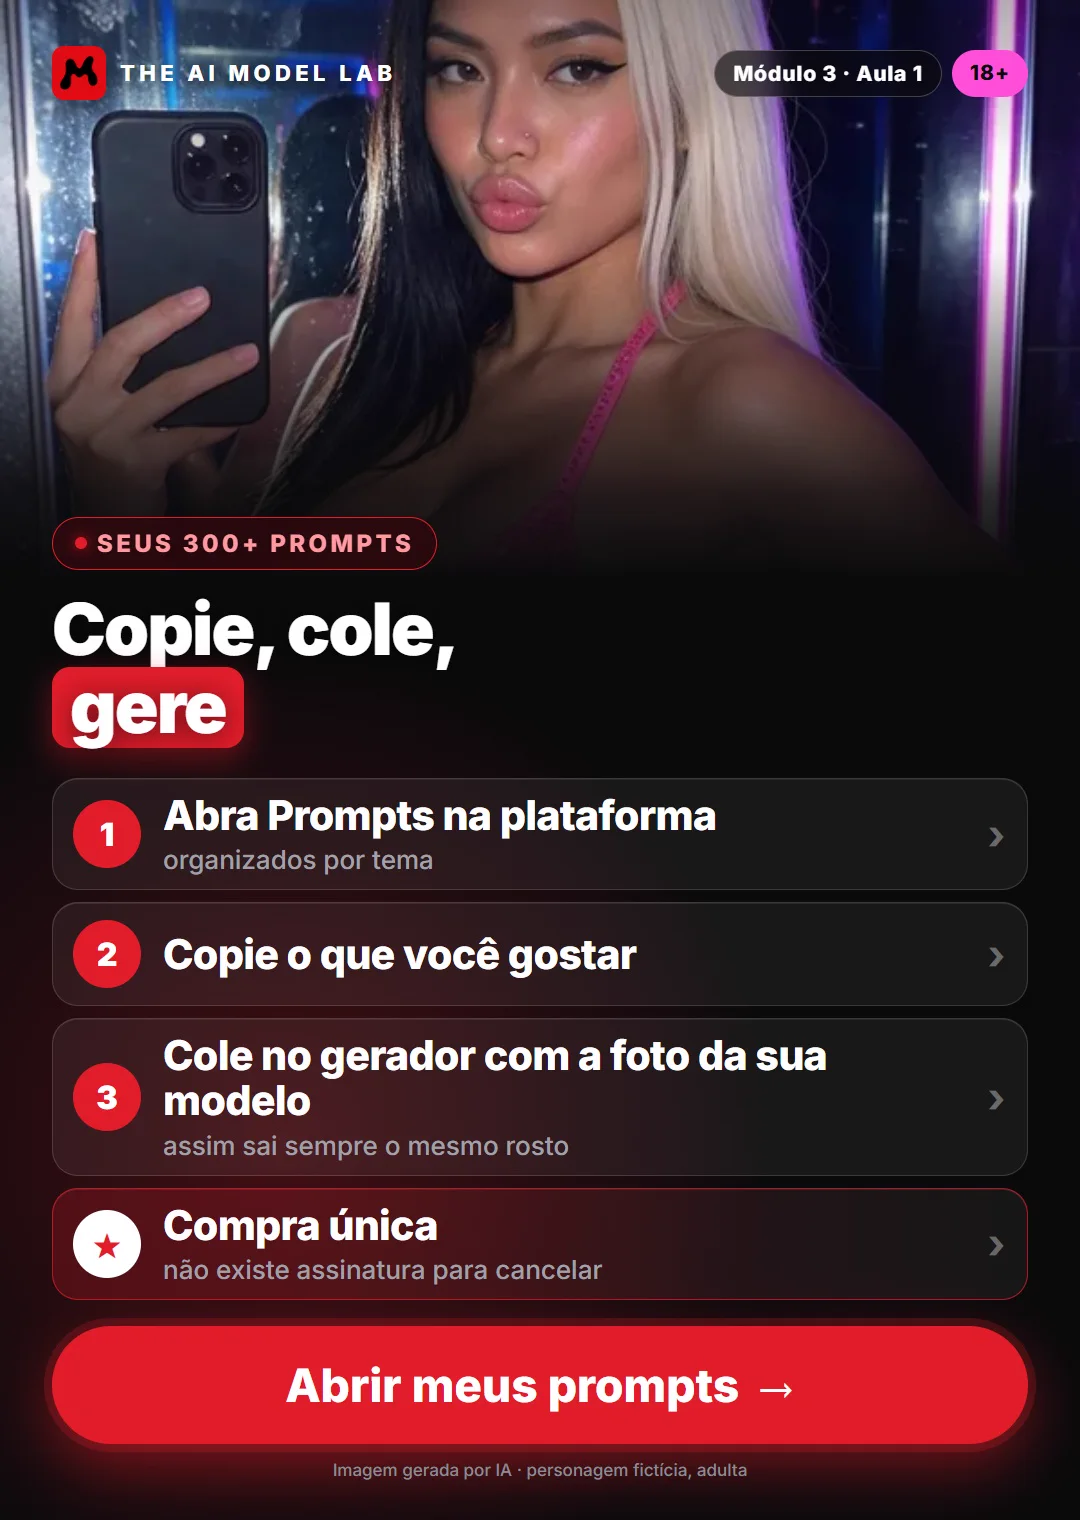 THE AI MODEL LAB
Módulo 3 · Aula 1
18+
SEUS 300+ PROMPTS
Copie, cole,
gere
1
Abra Prompts na plataforma
organizados por tema
2
Copie o que você gostar
3
Cole no gerador com a foto da sua
modelo
assim sai sempre o mesmo rosto
Compra única
não existe assinatura para cancelar
Abrir meus prompts →
Imagem gerada por IA · personagem fictícia, adulta